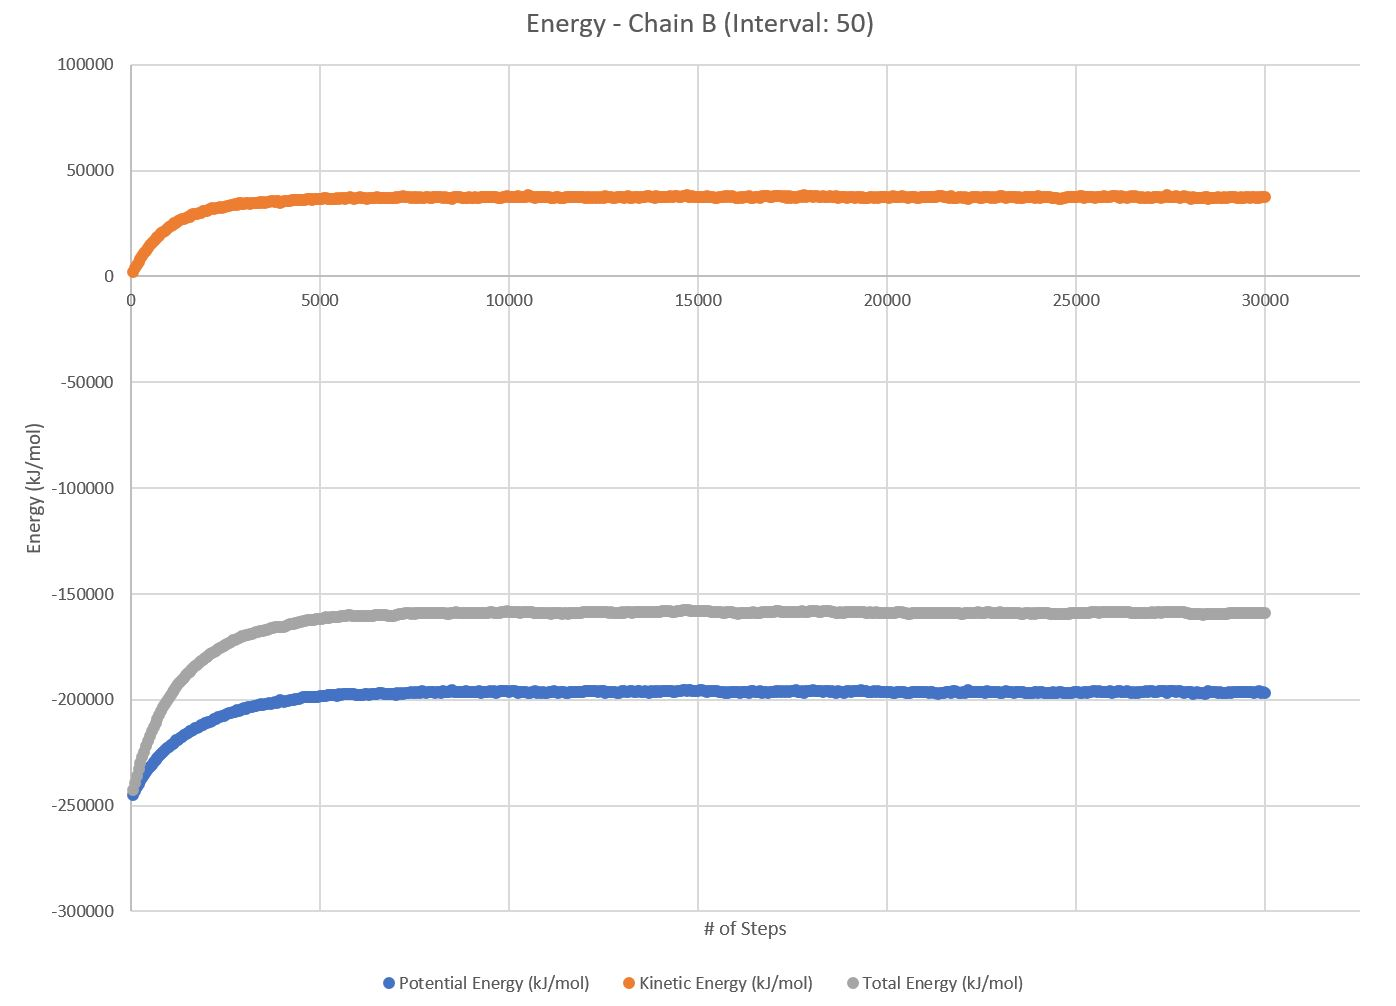 Energy - Chain B (Interval: 50)
100000
50000
0
0 5000 10000 15000 20000 25000 30000
-50000
Energy (kJ/mol)
-100000
-150000
-200000
-250000
-300000
# of Steps
Potential Energy (kJ/mol) Kinetic Energy (kJ/mol) Total Energy (kJ/mol)